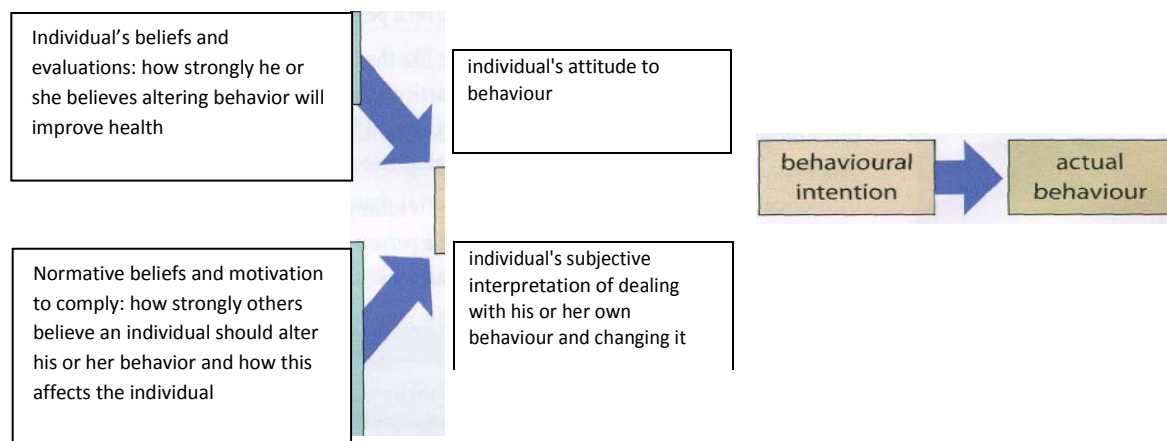 Individual's beliefs and
evaluations: how strongly he or
she believes altering behavior will
improve health
individual's attitude to
behaviour
behavioural
intention
actual
behaviour
Normative beliefs and motivation
to comply: how strongly others
believe an individual should alter
his or her behavior and how this
affects the individual
individual's subjective
interpretation of dealing
with his or her own
behaviour and changing it